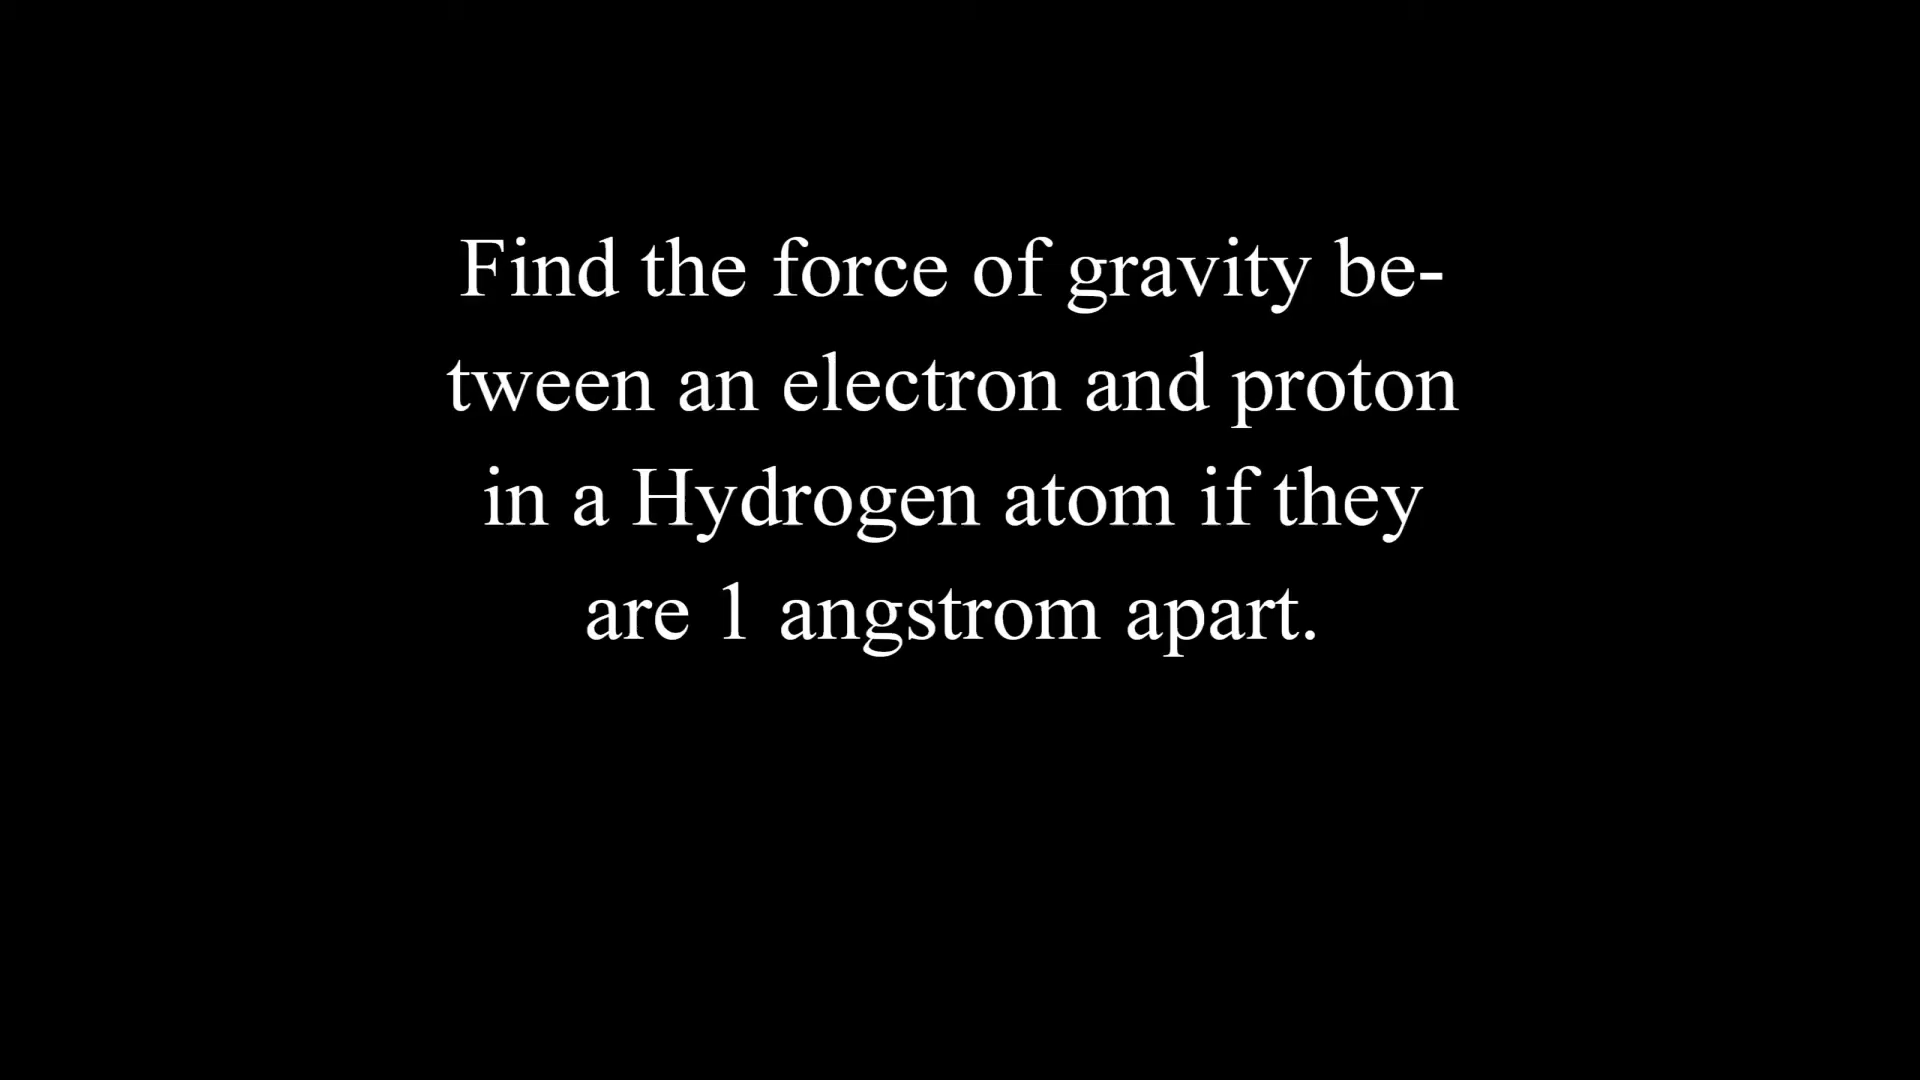 Find the force of gravity be-
tween an electron and proton
in a Hydrogen atom if they
are 1 angstrom apart.